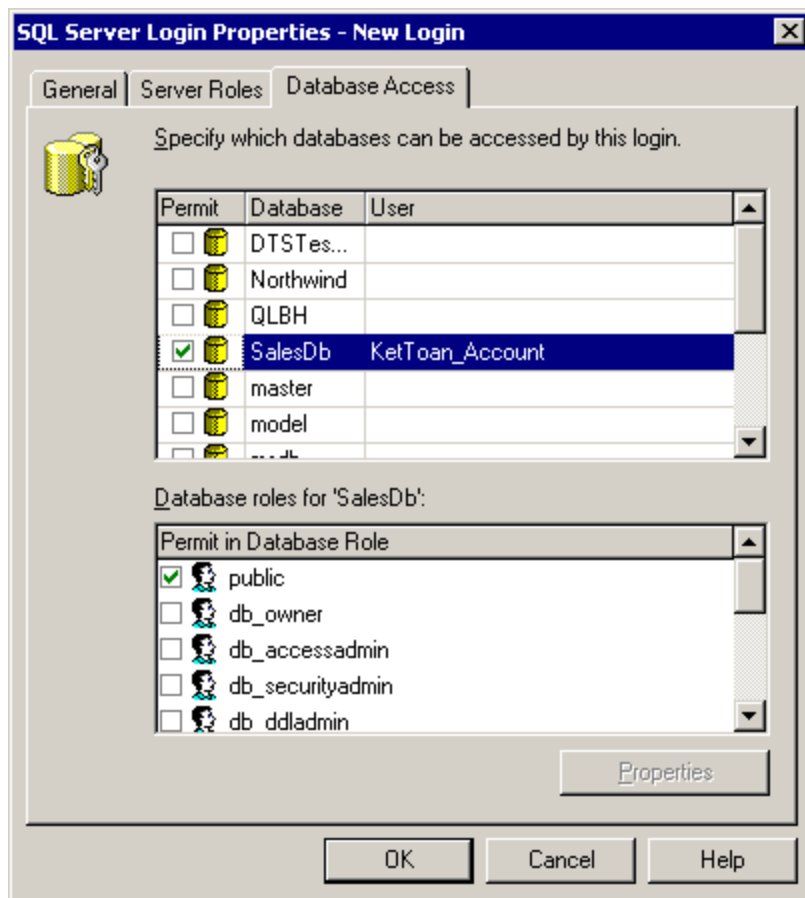 SQL Server Login Properties - New Login
General Server Roles Database Access
Specify which databases can be accessed by this login.
Permit Database User
DTSTes...
Northwind
QLBH
SalesDb KetToan_Account
master
model
Database roles for 'SalesDb':
Permit in Database Role
public
db_owner
db_accessadmin
db_securityadmin
db_ddladmin
Properties
OK Cancel Help